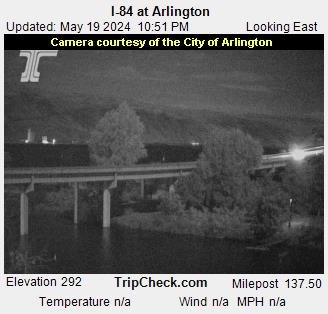 I-84 at Arlington
Updated: May 19 2024 10:51 PM Looking East
Camera courtesy of the City of Arlington
Elevation 292 TripCheck.com Milepost 137.50
Temperature n/a Wind n/a MPH n/a